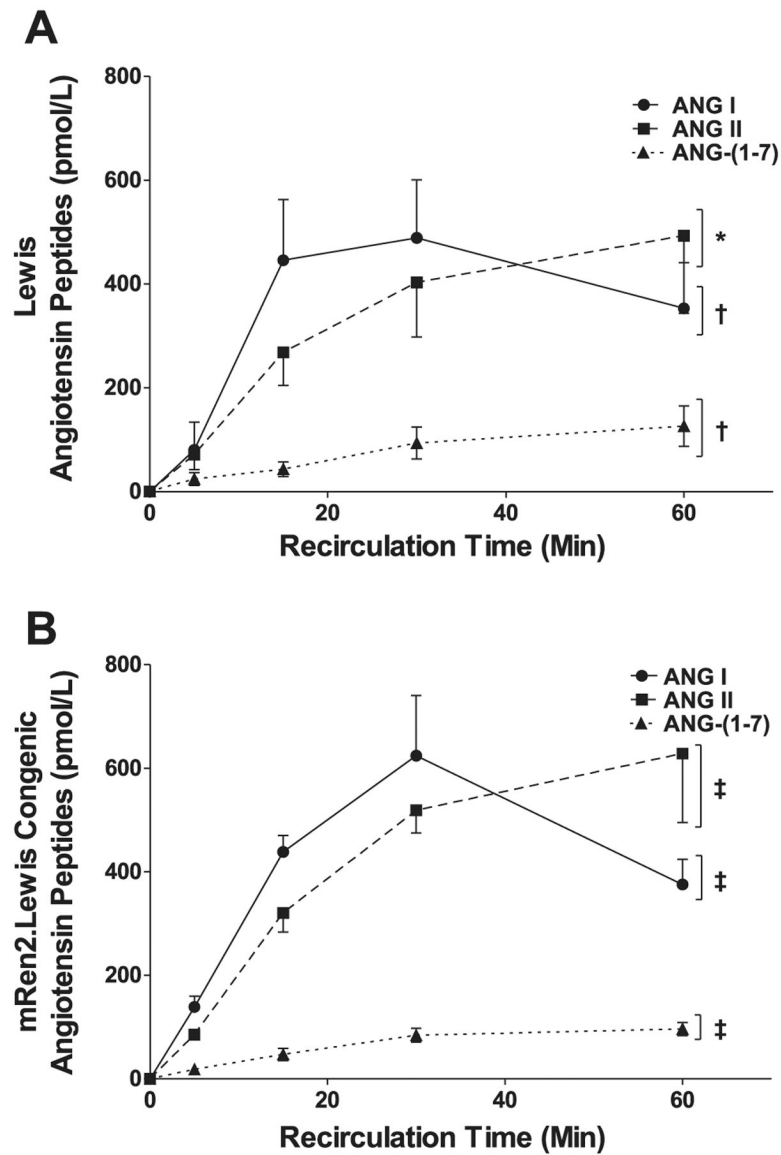 A
Lewis
Angiotensin Peptides (pmol/L)
800
600
400
200
0
ANG I
ANG II
ANG-(1-7)
*
†
†
0
20
40
60
Recirculation Time (Min)
B
mRen2.Lewis Congenic
Angiotensin Peptides (pmol/L)
800
600
400
200
0
ANG I
ANG II
ANG-(1-7)
‡
‡
‡
0
20
40
60
Recirculation Time (Min)